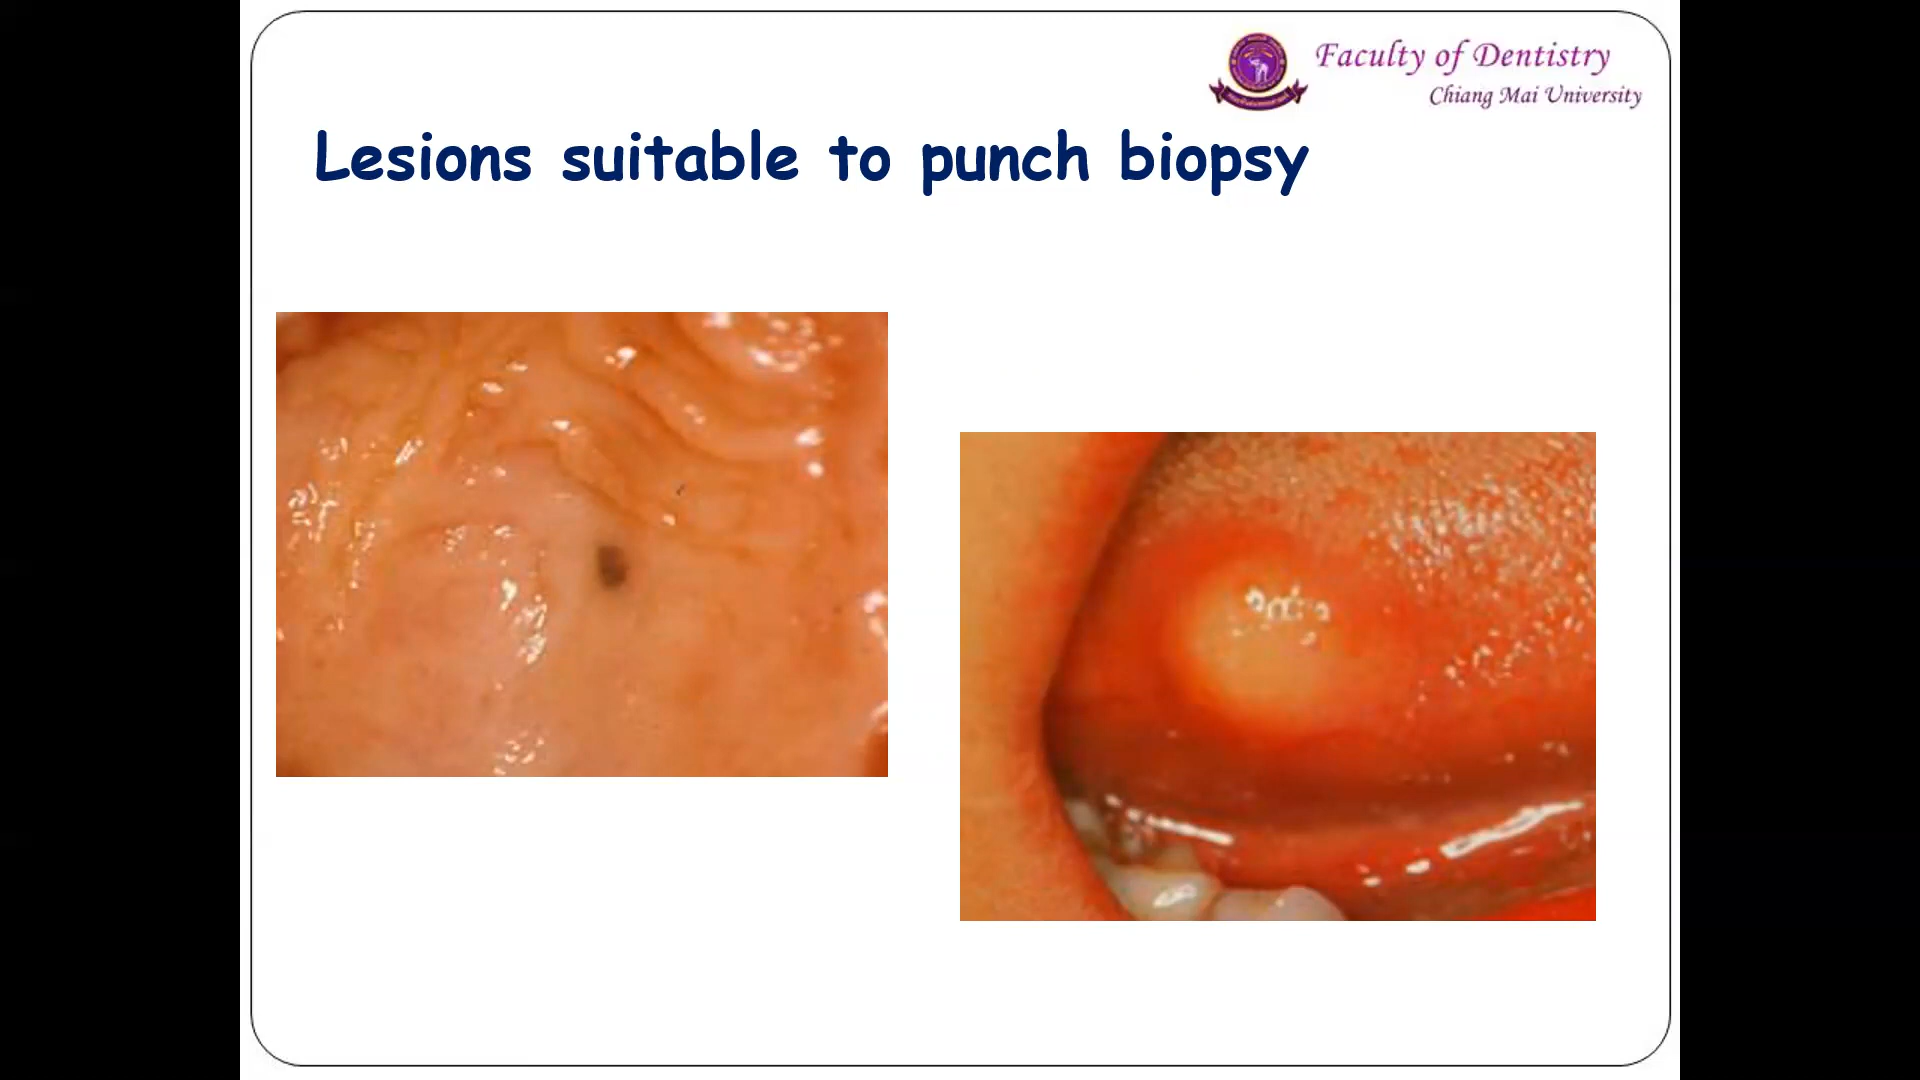 Faculty of Dentistry
Chiang Mai University
Lesions suitable to punch biopsy